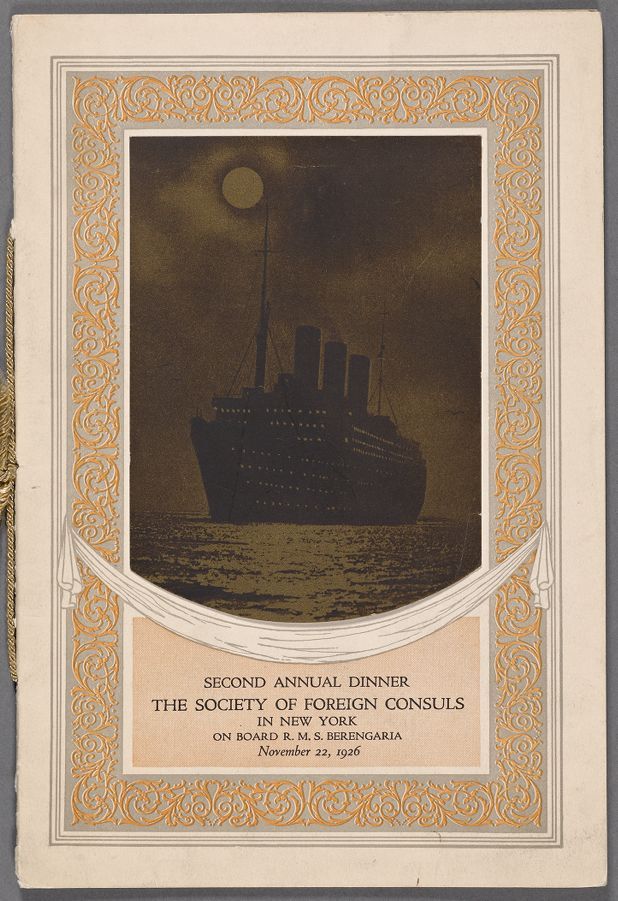 SECOND ANNUAL DINNER
THE SOCIETY OF FOREIGN CONSULS
IN NEW YORK
ON BOARD R. M. S. BERENGARIA
November 22, 1926